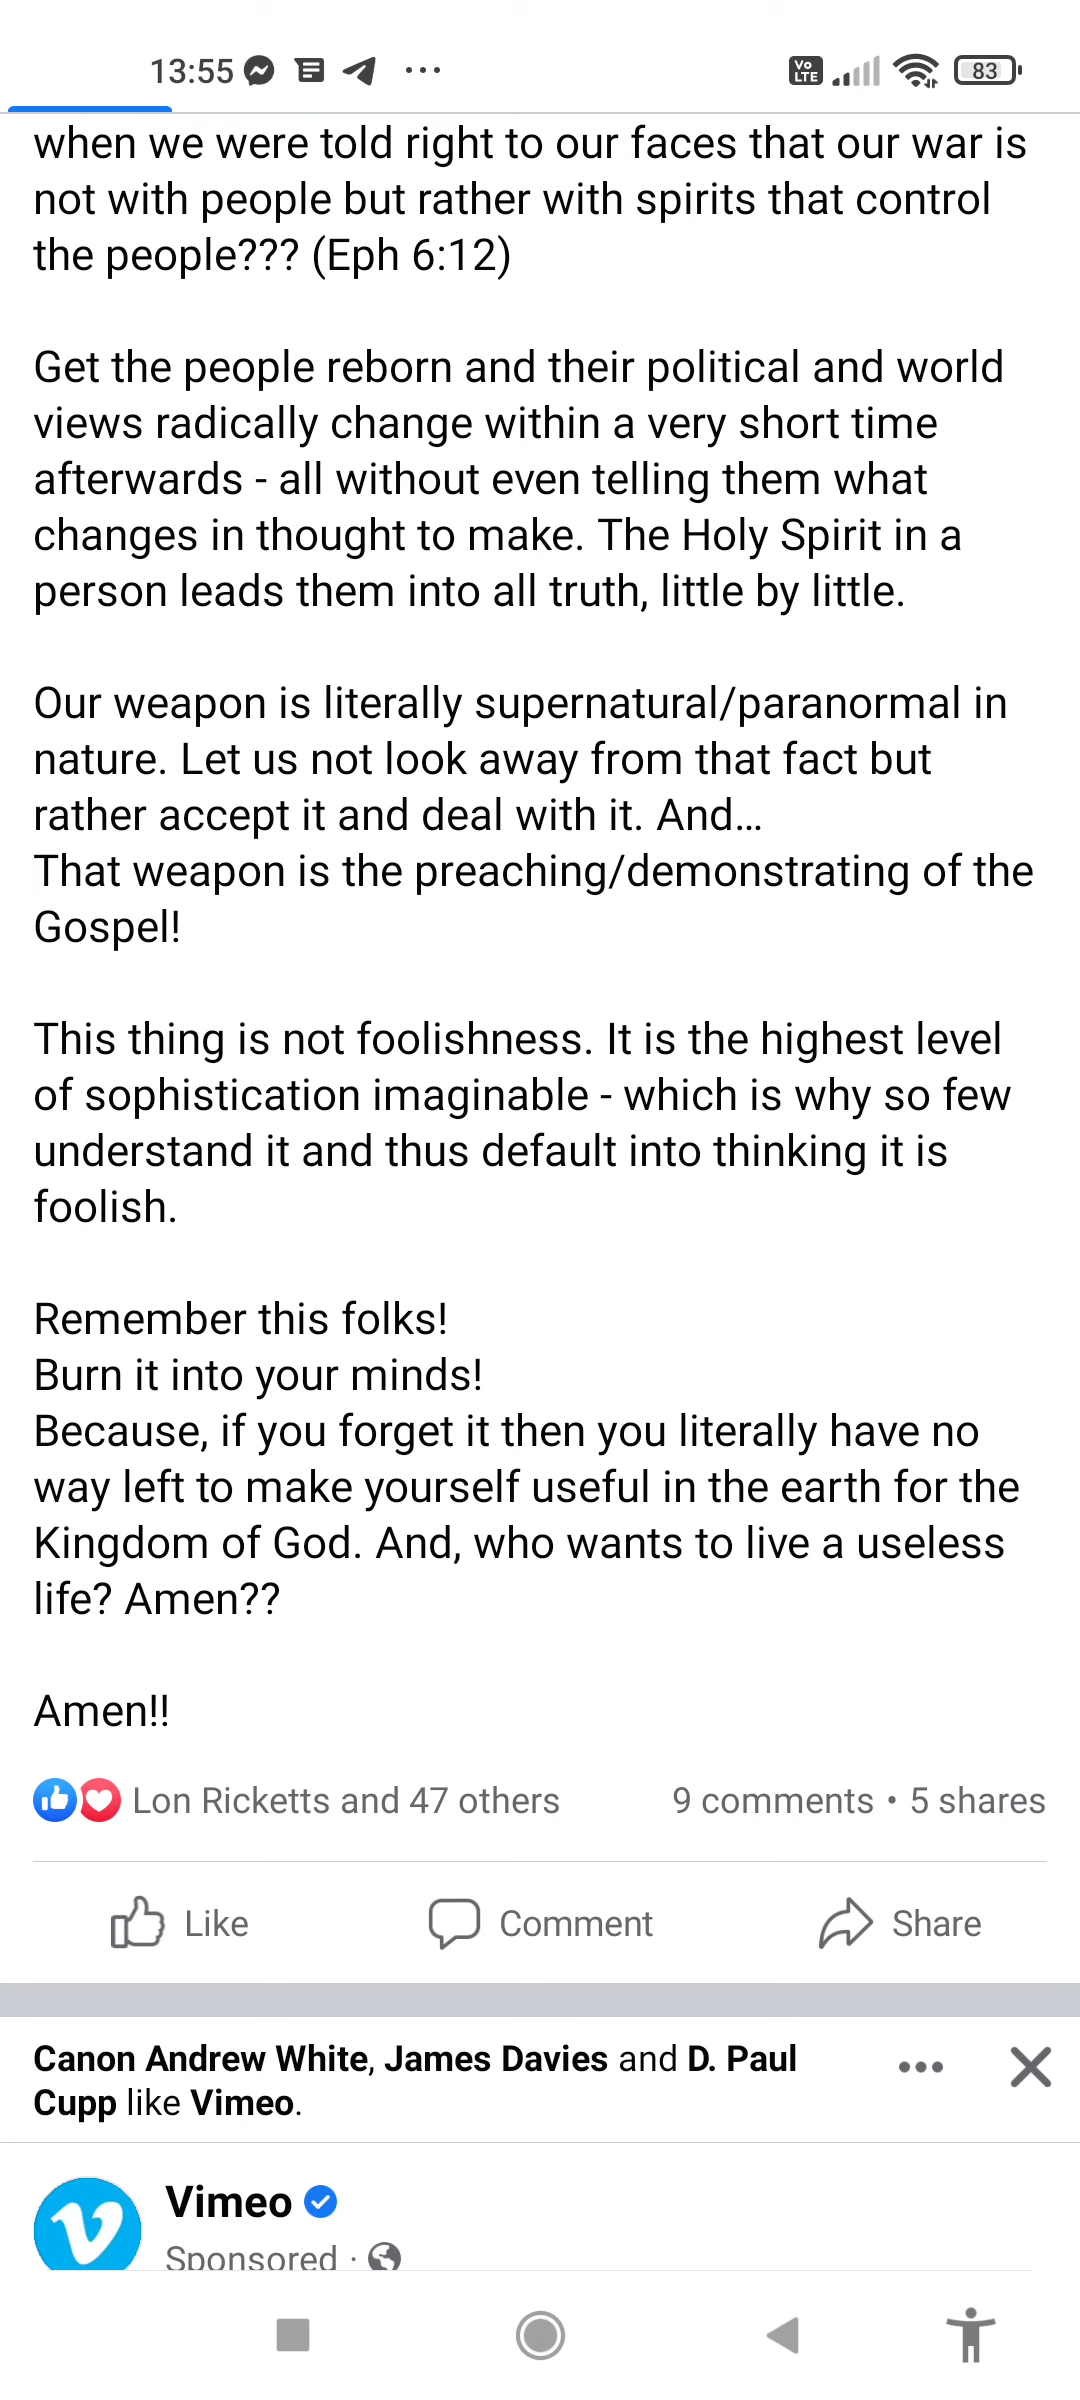 13:55
Vo LTE
83
when we were told right to our faces that our war is
not with people but rather with spirits that control
the people??? (Eph 6:12)
Get the people reborn and their political and world
views radically change within a very short time
afterwards - all without even telling them what
changes in thought to make. The Holy Spirit in a
person leads them into all truth, little by little.
Our weapon is literally supernatural/paranormal in
nature. Let us not look away from that fact but
rather accept it and deal with it. And...
That weapon is the preaching/demonstrating of the
Gospel!
This thing is not foolishness. It is the highest level
of sophistication imaginable - which is why so few
understand it and thus default into thinking it is
foolish.
Remember this folks!
Burn it into your minds!
Because, if you forget it then you literally have no
way left to make yourself useful in the earth for the
Kingdom of God. And, who wants to live a useless
life? Amen??
Amen!!
Lon Ricketts and 47 others 9 comments • 5 shares
Like Comment Share
Canon Andrew White, James Davies and D. Paul
Cupp like Vimeo.
Vimeo
Sponsored ·